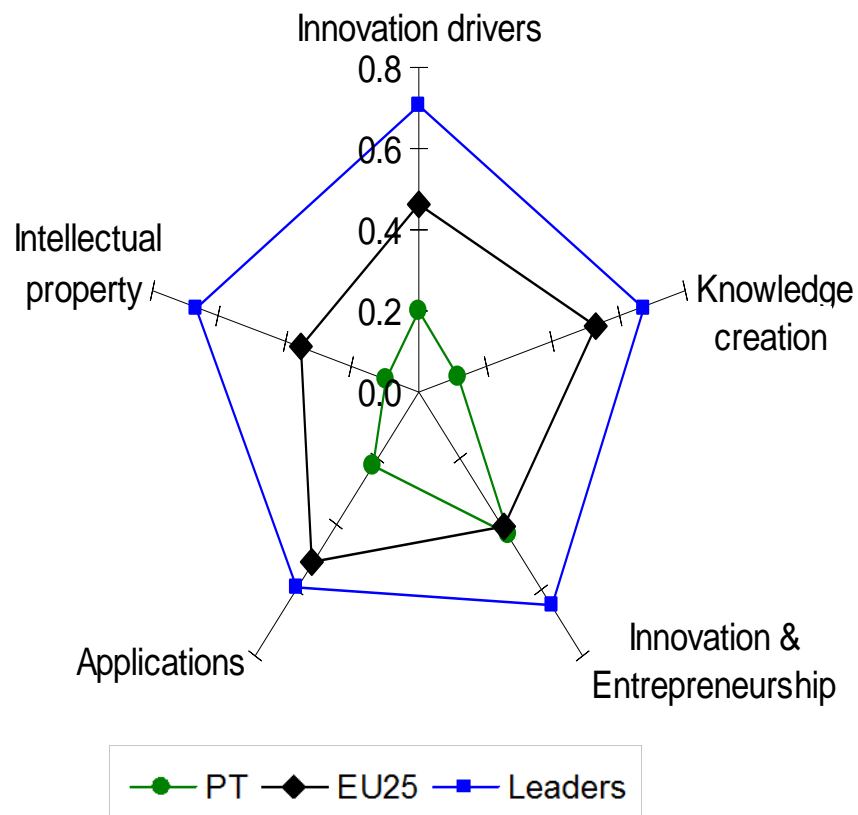 Innovation drivers
0.8
0.6
0.4
0.2
0.0
Intellectual
property
Knowledge
creation
Applications
Innovation &
Entrepreneurship
PT
EU25
Leaders